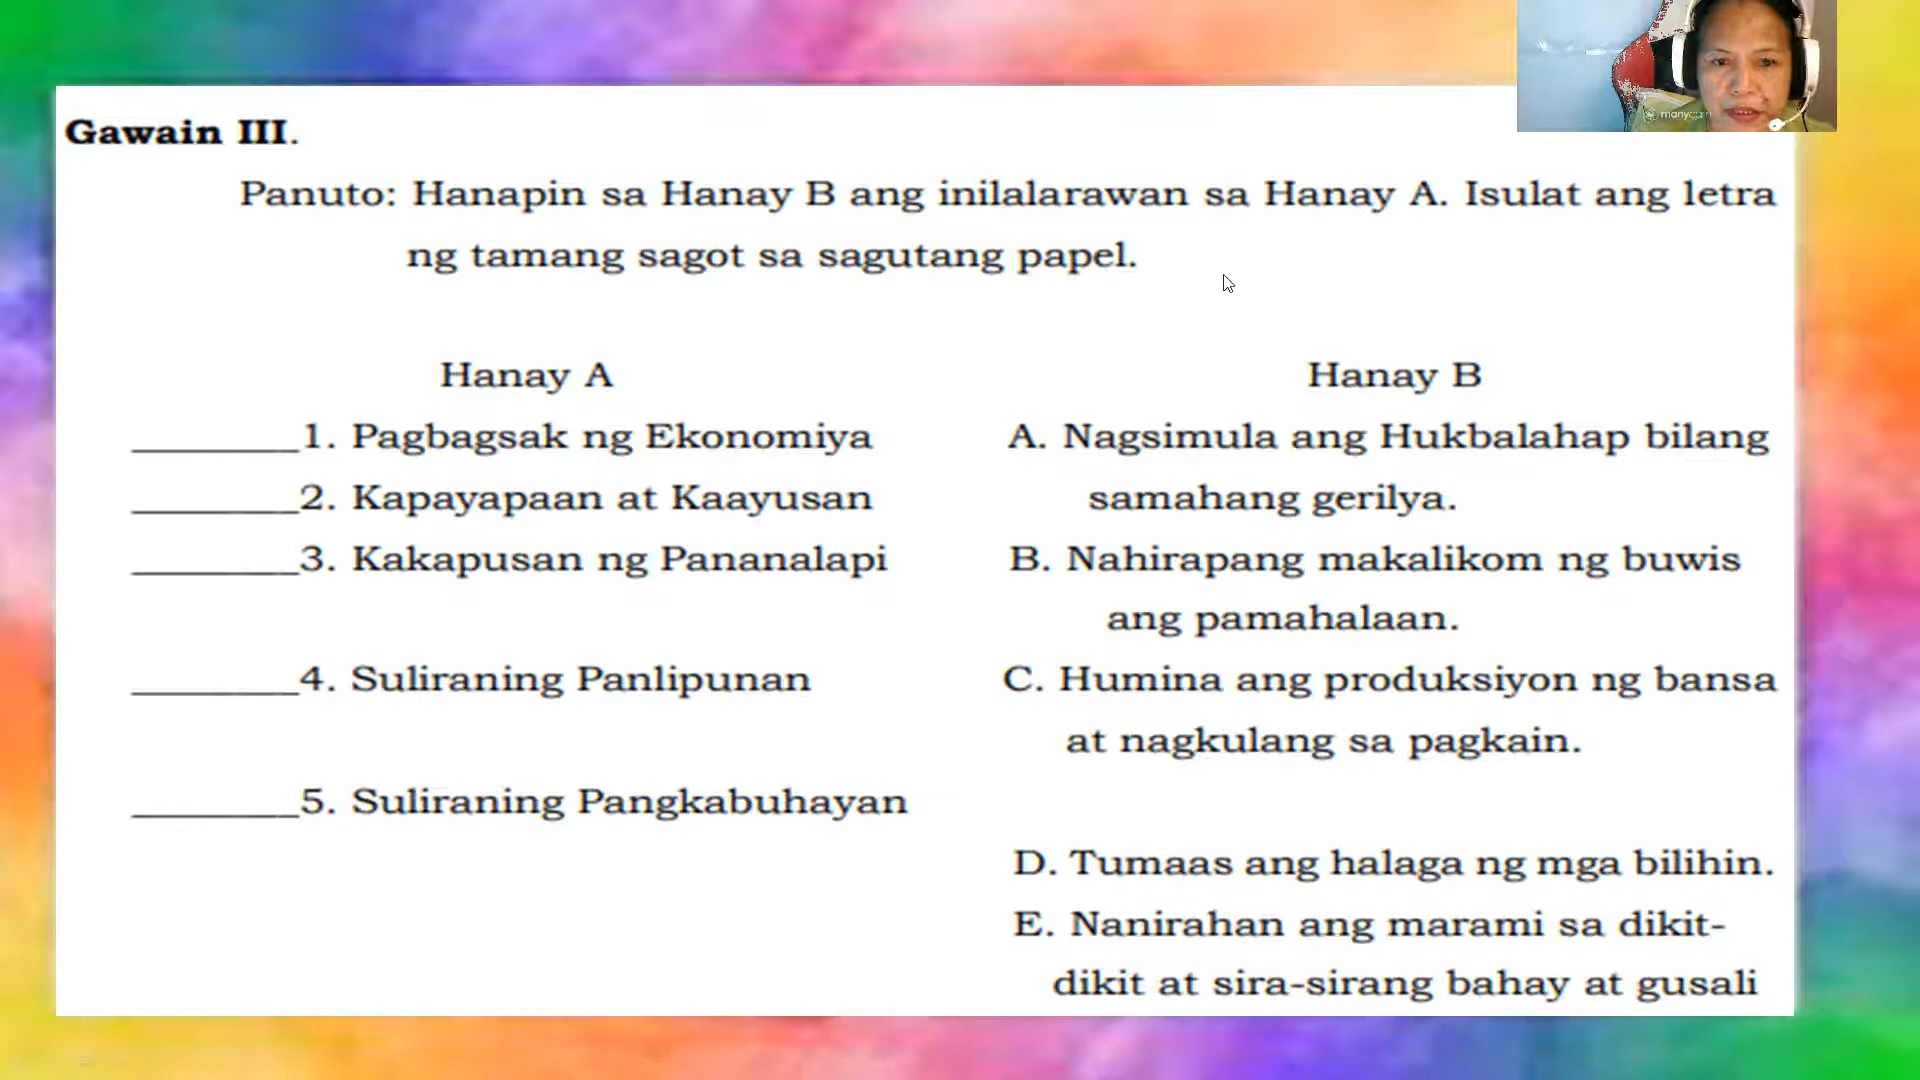 Gawain III.
Panuto: Hanapin sa Hanay B ang inilalarawan sa Hanay A. Isulat ang letra
ng tamang sagot sa sagutang papel.
Hanay A
________1. Pagbagsak ng Ekonomiya
________2. Kapayapaan at Kaayusan
________3. Kakapusan ng Pananalapi
________4. Suliraning Panlipunan
________5. Suliraning Pangkabuhayan
Hanay B
A. Nagsimula ang Hukbalahap bilang
samahang gerilya.
B. Nahirapang makalikom ng buwis
ang pamahalaan.
C. Humina ang produksiyon ng bansa
at nagkulang sa pagkain.
D. Tumaas ang halaga ng mga bilihin.
E. Nanirahan ang marami sa dikit-
dikit at sira-sirang bahay at gusali
manycam